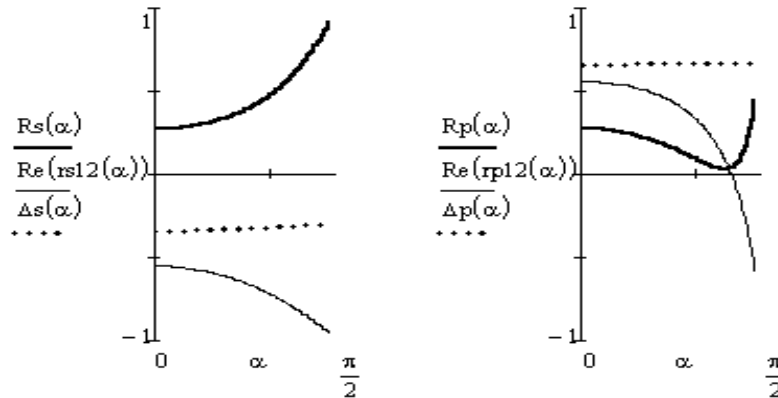 1
Rs(α)
Re(rs12(α))
Δs(α)
−1
0
α
π
2
1
Rp(α)
Re(rp12(α))
Δp(α)
−1
0
α
π
2